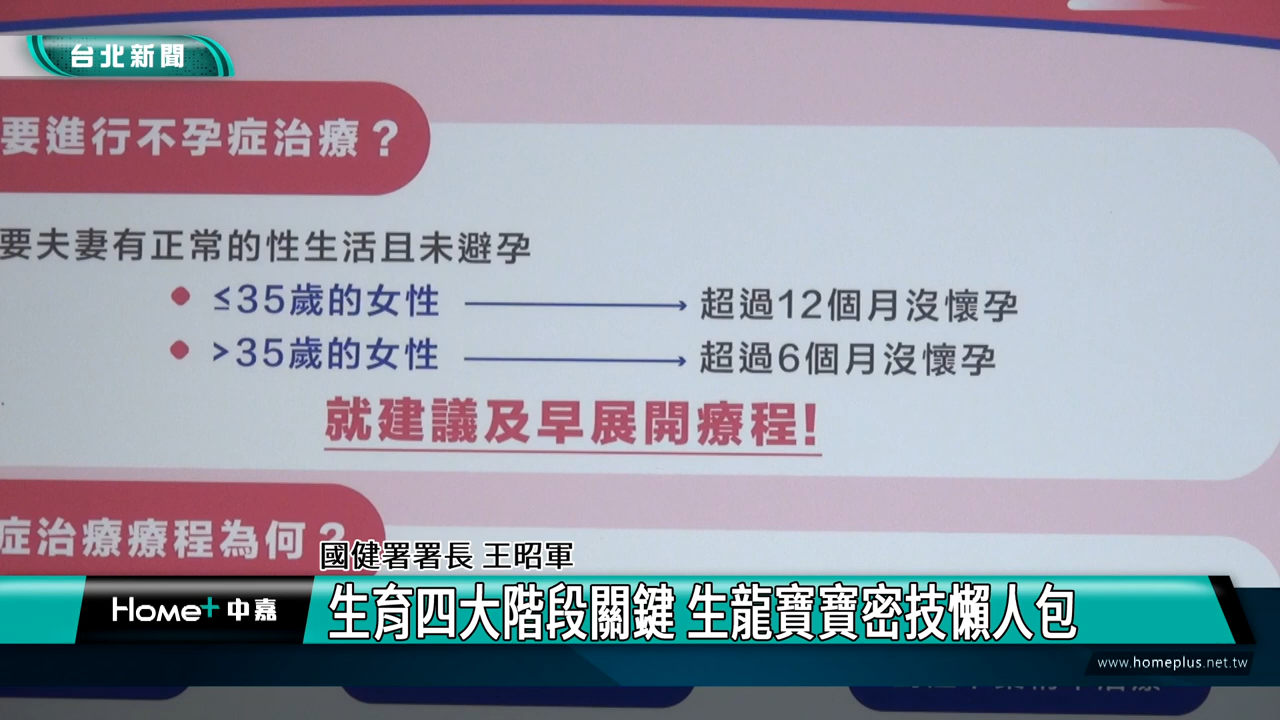 台北新聞
要進行不孕症治療？
要夫妻有正常的性生活且未避孕
≤35歲的女性 超過12個月沒懷孕
>35歲的女性 超過6個月沒懷孕
就建議及早展開療程!
症治療療程為何？
國健署署長 王昭軍
Home+中嘉
生育四大階段關鍵 生龍寶寶密技懶人包
www.homeplus.net.tw